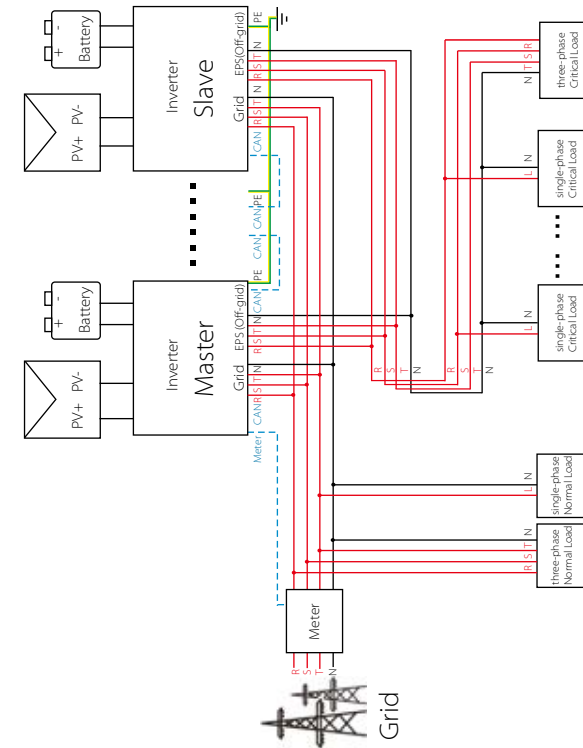 + -
Battery
PV+ PV-
+ -
Battery
PV+ PV-
Inverter
Master
Inverter
Slave
Grid
EPS(Off-grid)
Meter CAN R S T N R S T N CAN PE
CAN CAN PE
Grid
EPS(Off-grid)
CAN R S T N R S T N PE
R
S
T
N
Meter
Grid
R
S
T
N
R
S
T
N
R S T N
three-phase
Normal Load
L N
single-phase
Normal Load
L N
single-phase
Critical Load
L N
single-phase
Critical Load
N T S R
three-phase
Critical Load